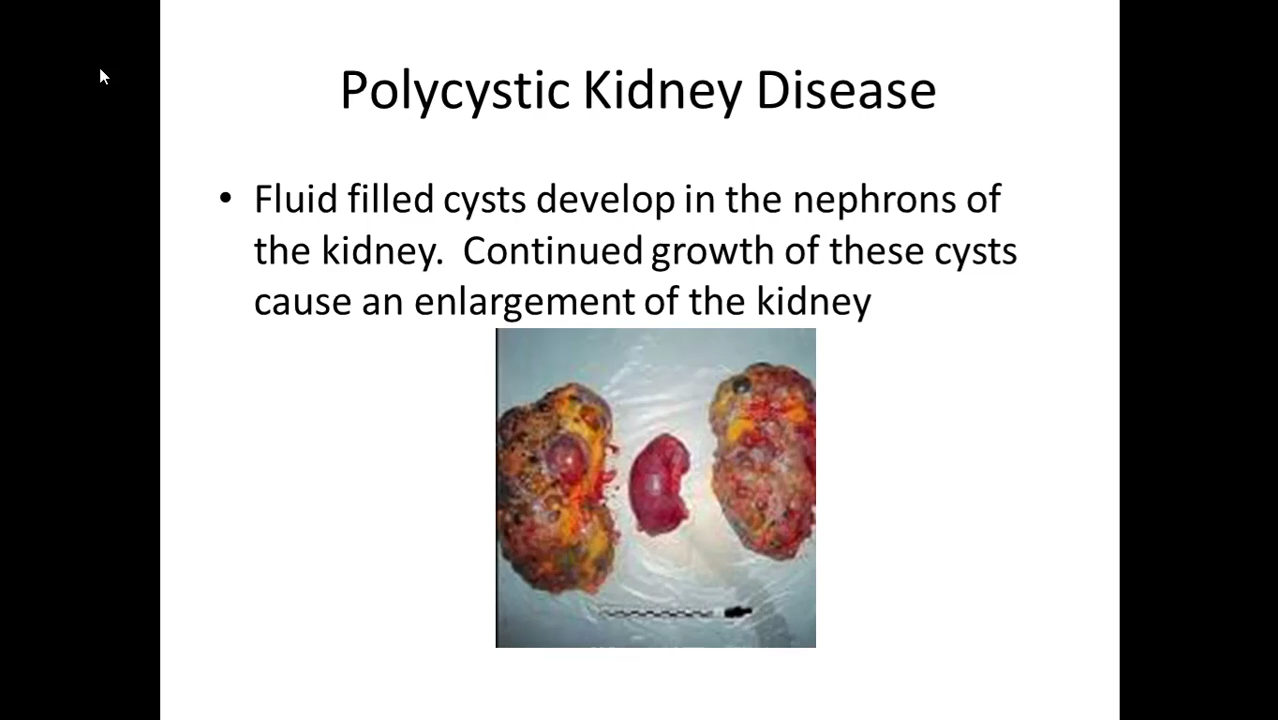 Polycystic Kidney Disease
• Fluid filled cysts develop in the nephrons of
the kidney.  Continued growth of these cysts
cause an enlargement of the kidney